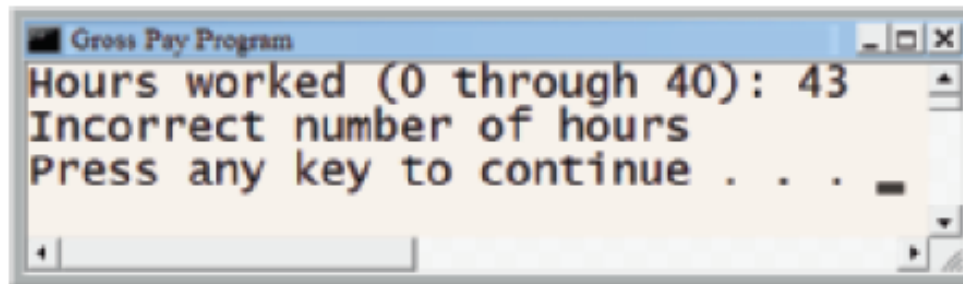 Gross Pay Program
Hours worked (0 through 40): 43
Incorrect number of hours
Press any key to continue . . . _